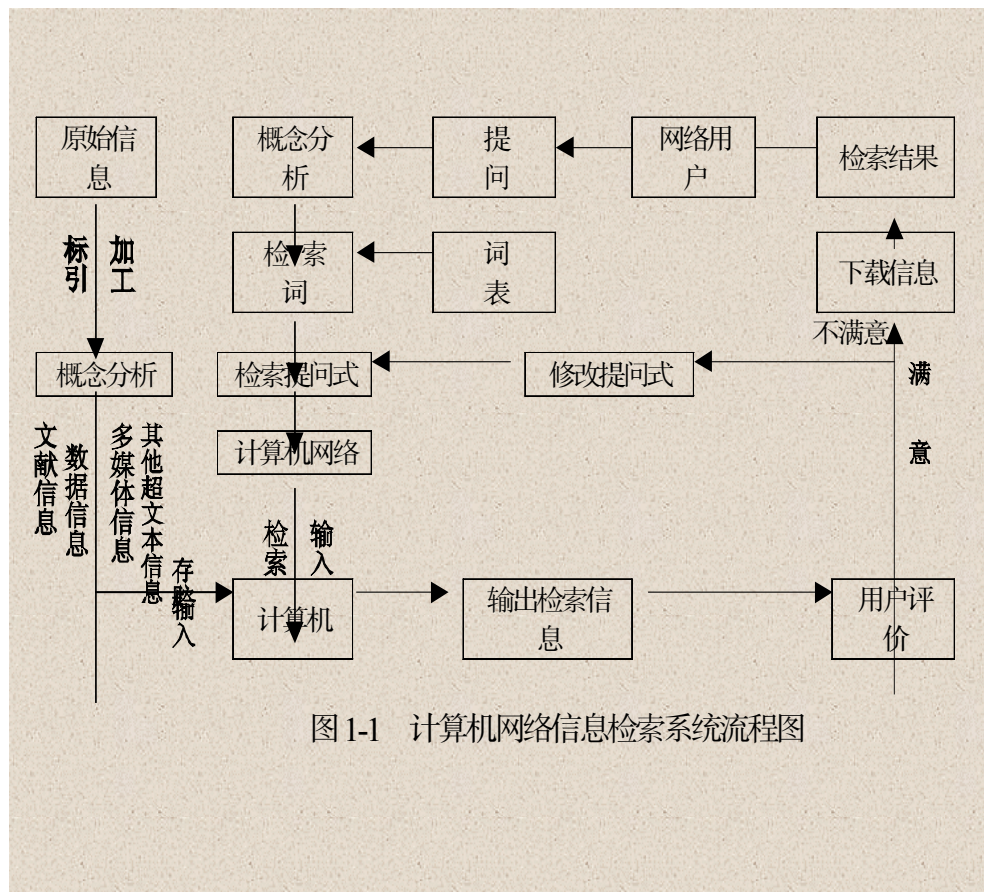 原始信
息
概念分
析
提
问
网络用
户
检索结果
标引
加工
检索
词
词
表
下载信息
不满意
概念分析
检索提问式
修改提问式
满意
计算机网络
文献信息
数据信息
多媒体信息
其他超文本信息
检索
输入
输入
计算机
输出检索信
息
用户评
价
图 1-1 计算机网络信息检索系统流程图